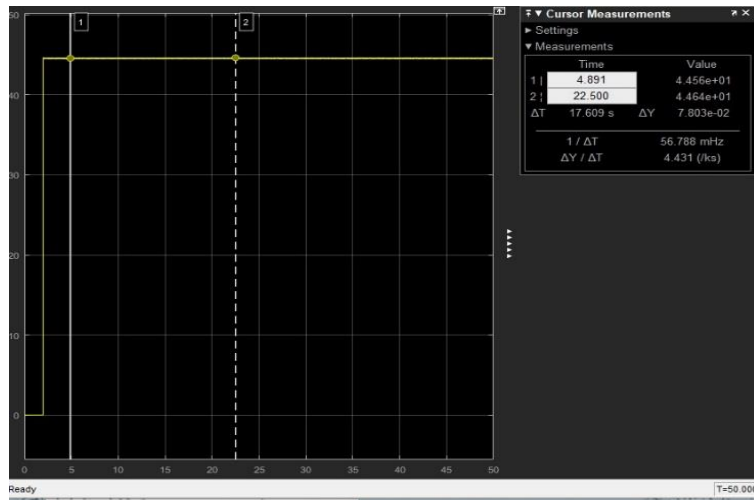 50
40
30
20
10
0
0 5 10 15 20 25 30 35 40 45 50
1
2
Cursor Measurements
Settings
Measurements
Time Value
1 | 4.891 4.456e+01
2 ¦ 22.500 4.464e+01
ΔT 17.609 s ΔY 7.803e-02
1 / ΔT 56.788 mHz
ΔY / ΔT 4.431 (/ks)
Ready
T=50.000